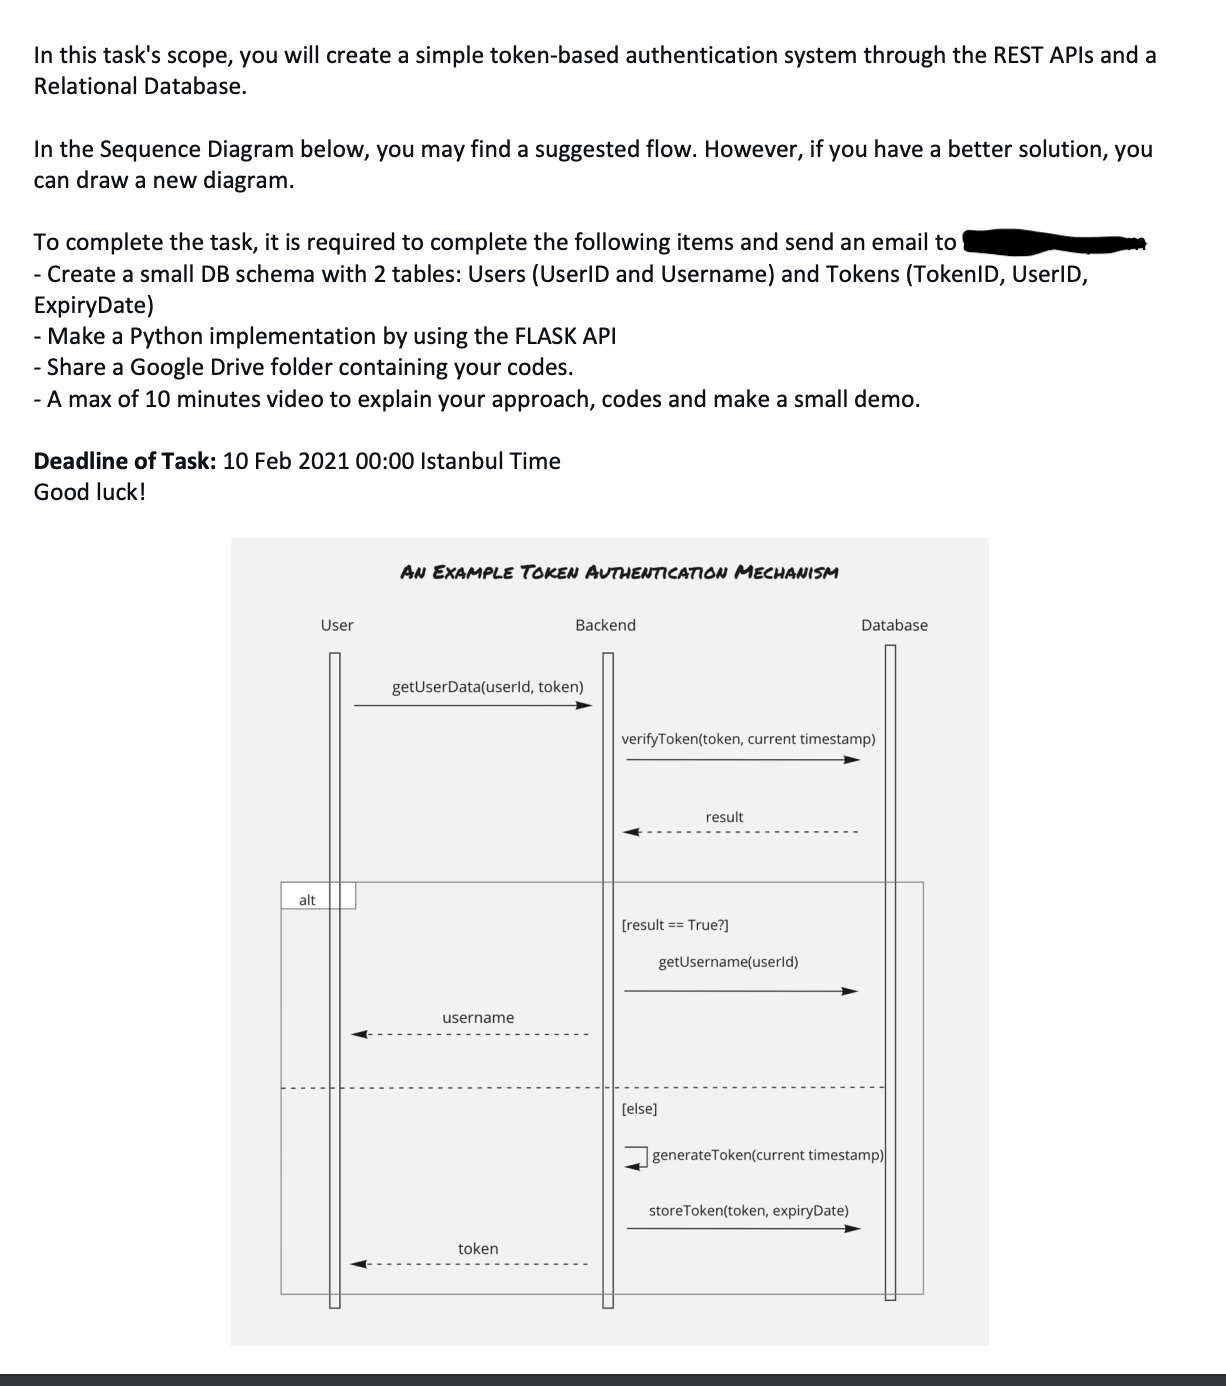 In this task's scope, you will create a simple token-based authentication system through the REST APIs and a
Relational Database.
In the Sequence Diagram below, you may find a suggested flow. However, if you have a better solution, you
can draw a new diagram.
To complete the task, it is required to complete the following items and send an email to
- Create a small DB schema with 2 tables: Users (UserID and Username) and Tokens (TokenID, UserID,
ExpiryDate)
- Make a Python implementation by using the FLASK API
- Share a Google Drive folder containing your codes.
- A max of 10 minutes video to explain your approach, codes and make a small demo.
Deadline of Task: 10 Feb 2021 00:00 Istanbul Time
Good luck!
AN EXAMPLE TOKEN AUTHENTICATION MECHANISM
User Backend Database
getUserData(userId, token)
verifyToken(token, current timestamp)
result
alt
[result == True?]
getUsername(userId)
username
[else]
generateToken(current timestamp)
storeToken(token, expiryDate)
token